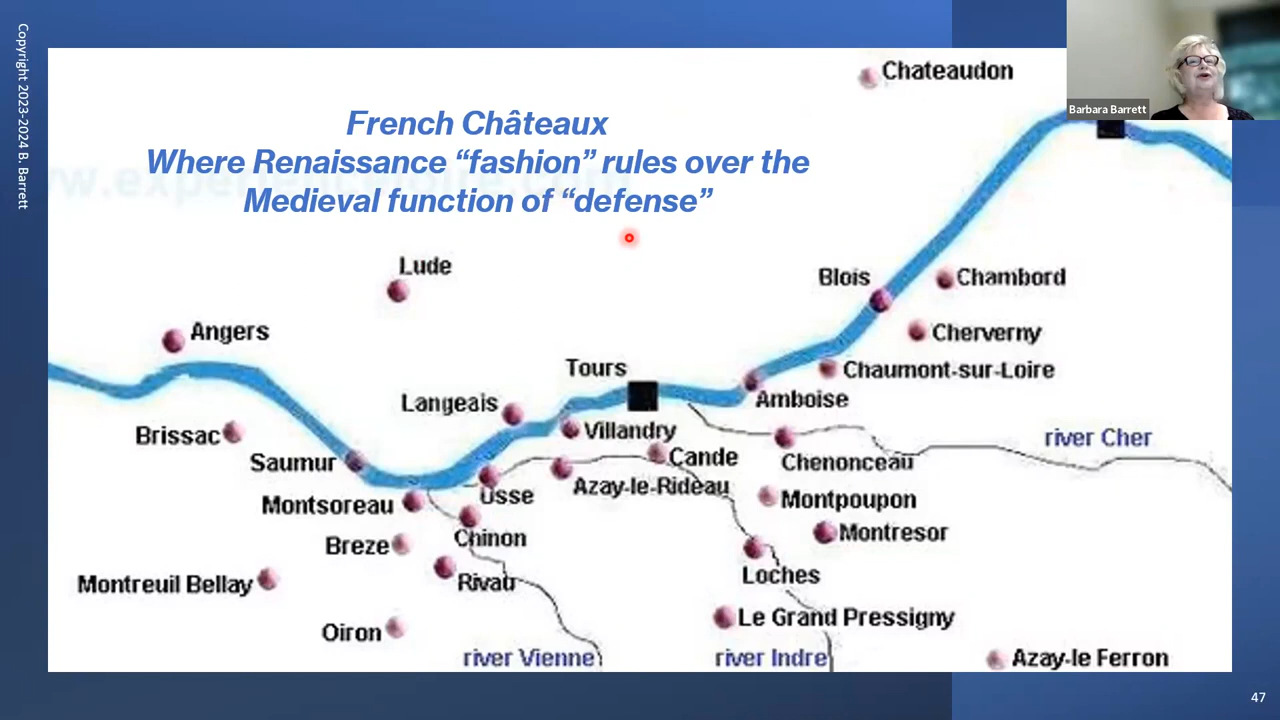 Copyright 2023-2024 B. Barrett
Chateaudon
Barbara Barrett
French Châteaux
Where Renaissance “fashion” rules over the
Medieval function of “defense”
Lude
Blois
Chambord
Angers
Cherverny
Tours
Chaumont-sur-Loire
Langeais
Amboise
Brissac
Villandry
river Cher
Saumur
Cande
Chenonceau
Usse
Azay-le-Rideau
Montsoreau
Montpoupon
Chinon
Montresor
Breze
Rivau
Loches
Montreuil Bellay
Le Grand Pressigny
Oiron
river Vienne
river Indre
Azay-le Ferron
47